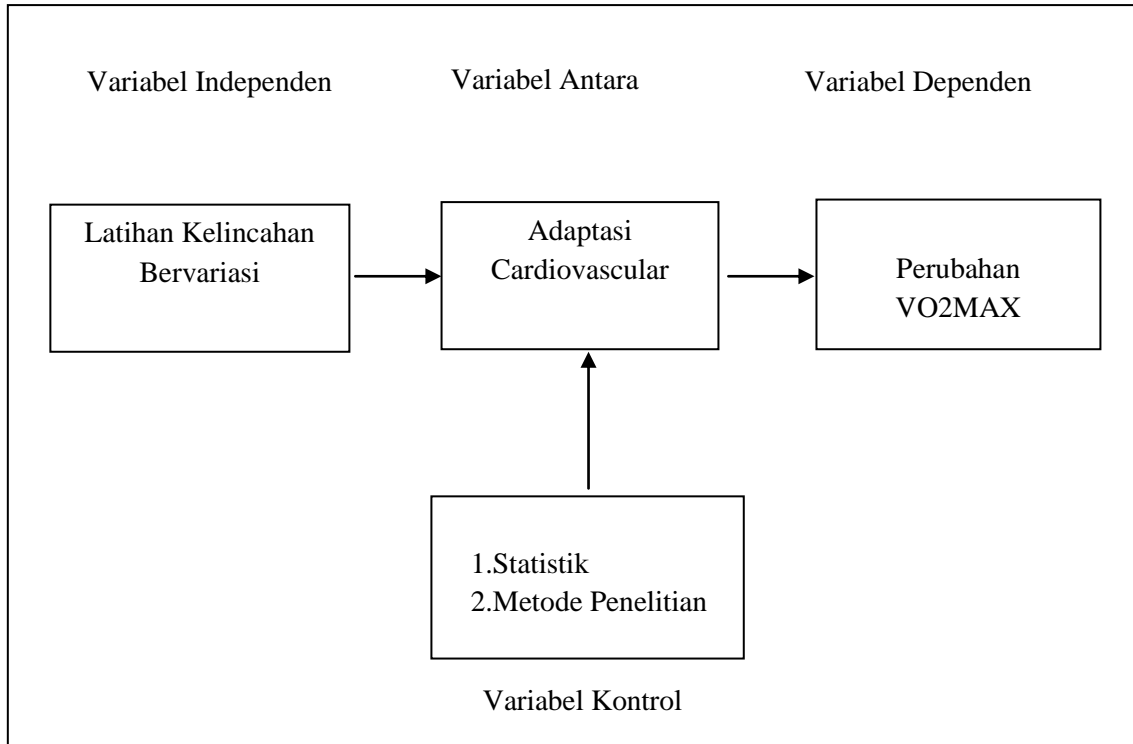 Variabel Independen
Variabel Antara
Variabel Dependen
Latihan Kelincahan
Bervariasi
Adaptasi
Cardiovascular
Perubahan
VO2MAX
1.Statistik
2.Metode Penelitian
Variabel Kontrol